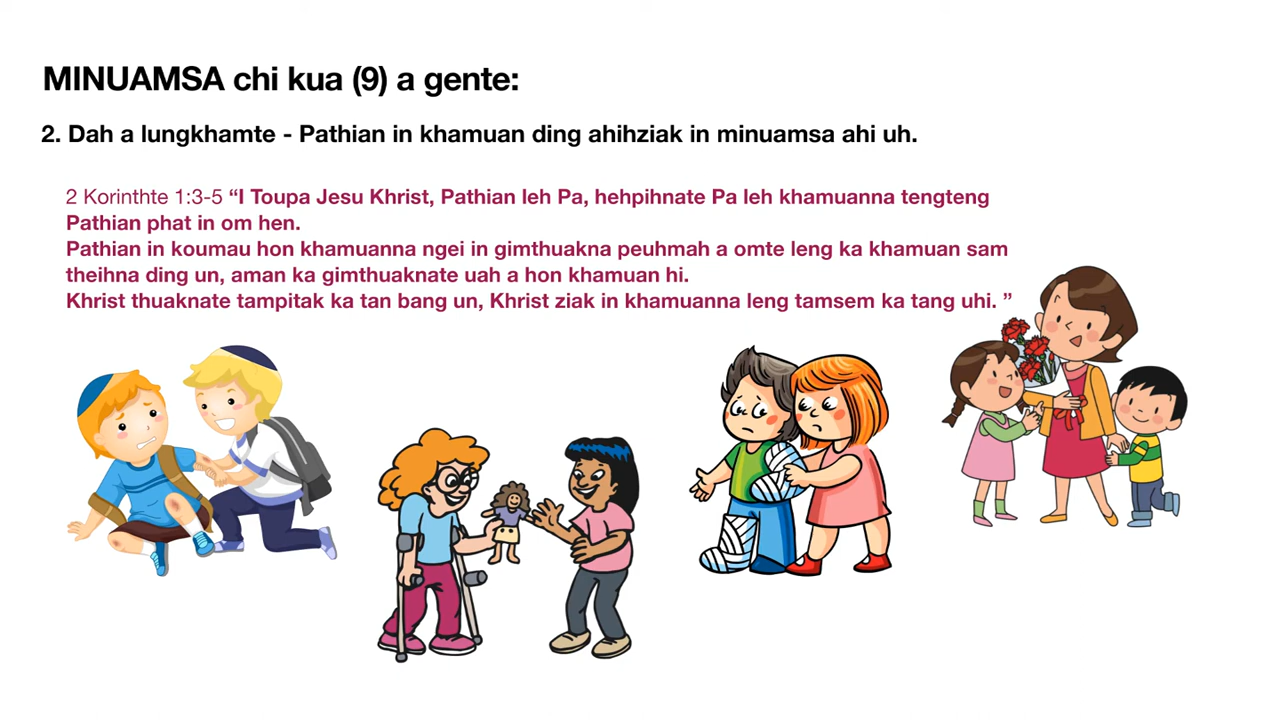 MINUAMSA chi kua (9) a gente:
2. Dah a lungkhamte - Pathian in khamuan ding ahihziak in minuamsa ahi uh.
2 Korinthte 1:3-5 “I Toupa Jesu Khrist, Pathian leh Pa, hehpihnate Pa leh khamuanna tengteng
Pathian phat in om hen.
Pathian in koumau hon khamuanna ngei in gimthuakna peuhmah a omte leng ka khamuan sam
theihna ding un, aman ka gimthuaknate uah a hon khamuan hi.
Khrist thuaknate tampitak ka tan bang un, Khrist ziak in khamuanna leng tamsem ka tang uhi. ”